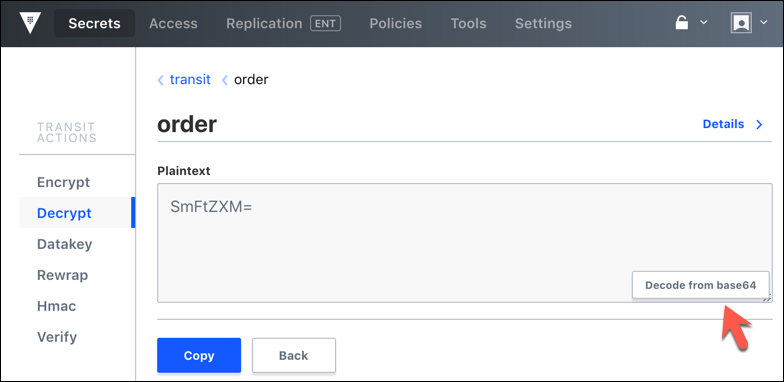 Secrets Access Replication ENT Policies Tools Settings
transit order
order
Details
TRANSIT
ACTIONS
Plaintext
Encrypt
SmFtZXM=
Decrypt
Datakey
Rewrap
Decode from base64
Hmac
Verify
Copy Back